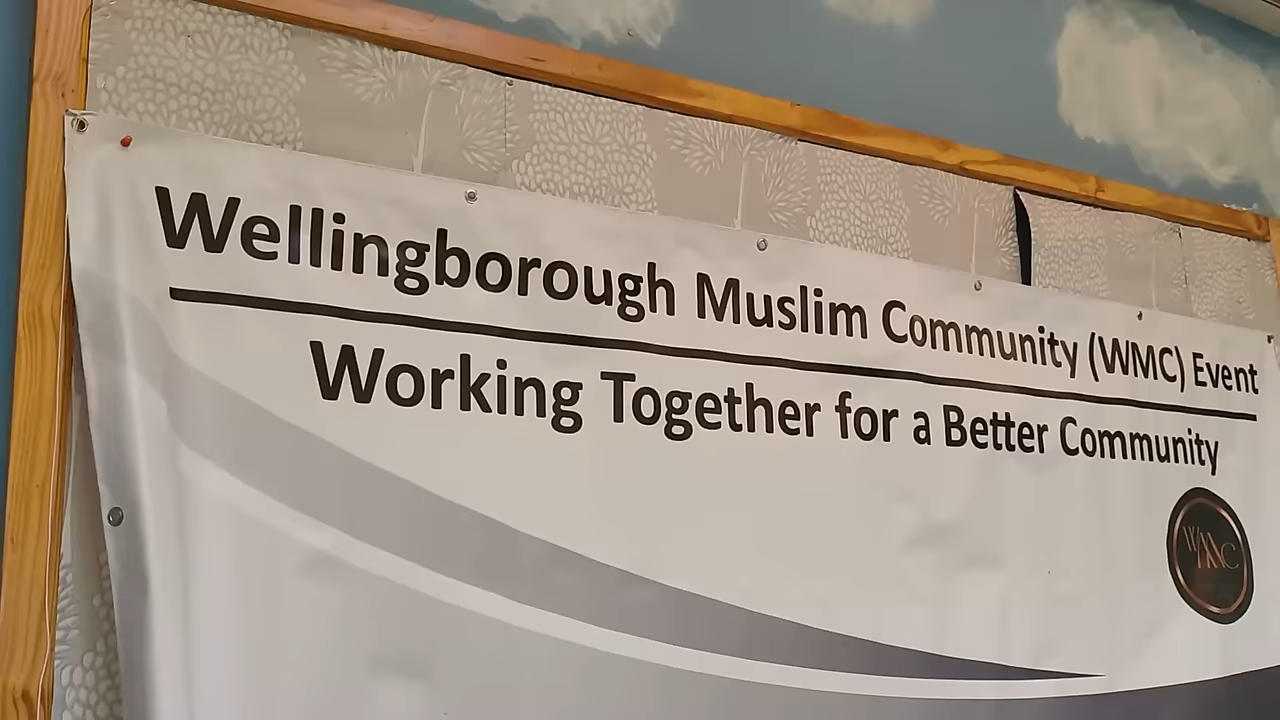 Wellingborough Muslim Community (WMC) Event
Working Together for a Better Community
WMC